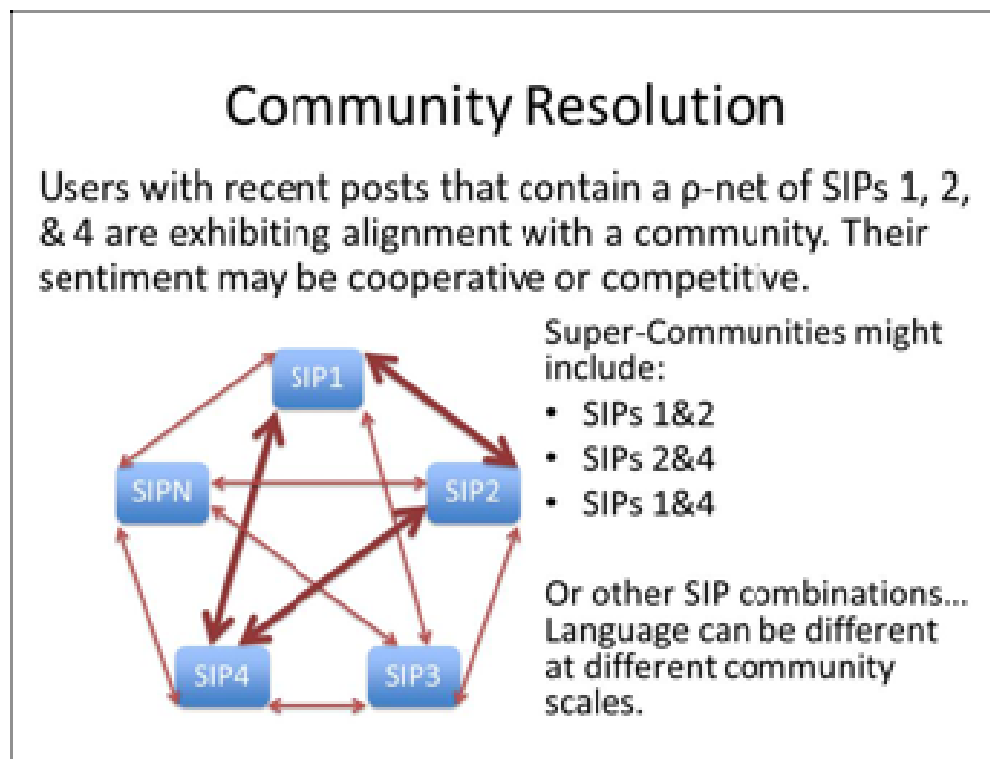 Community Resolution
Users with recent posts that contain a ρ-net of SIPs 1, 2,
& 4 are exhibiting alignment with a community. Their
sentiment may be cooperative or competitive.
Super-Communities might
include:
• SIPs 1&2
• SIPs 2&4
• SIPs 1&4
Or other SIP combinations...
Language can be different
at different community
scales.
SIP1
SIPN
SIP2
SIP4
SIP3